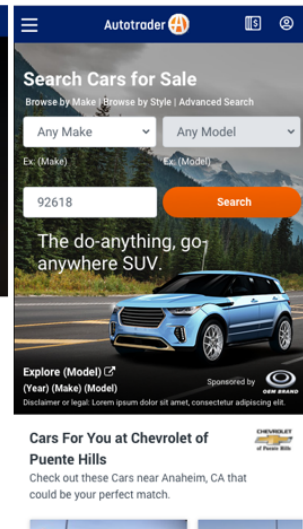 Autotrader
Search Cars for Sale
Browse by Make | Browse by Style | Advanced Search
Any Make
Any Model
Ex: (Make)
Ex: (Model)
92618
Search
The do-anything, go-
anywhere SUV.
Explore (Model)
(Year) (Make) (Model)
Sponsored by
OEM BRAND
Disclaimer or legal: Lorem ipsum dolor sit amet, consectetur adipiscing elit.
Cars For You at Chevrolet of
Puente Hills
CHEVROLET
of Puente Hills
Check out these Cars near Anaheim, CA that
could be your perfect match.